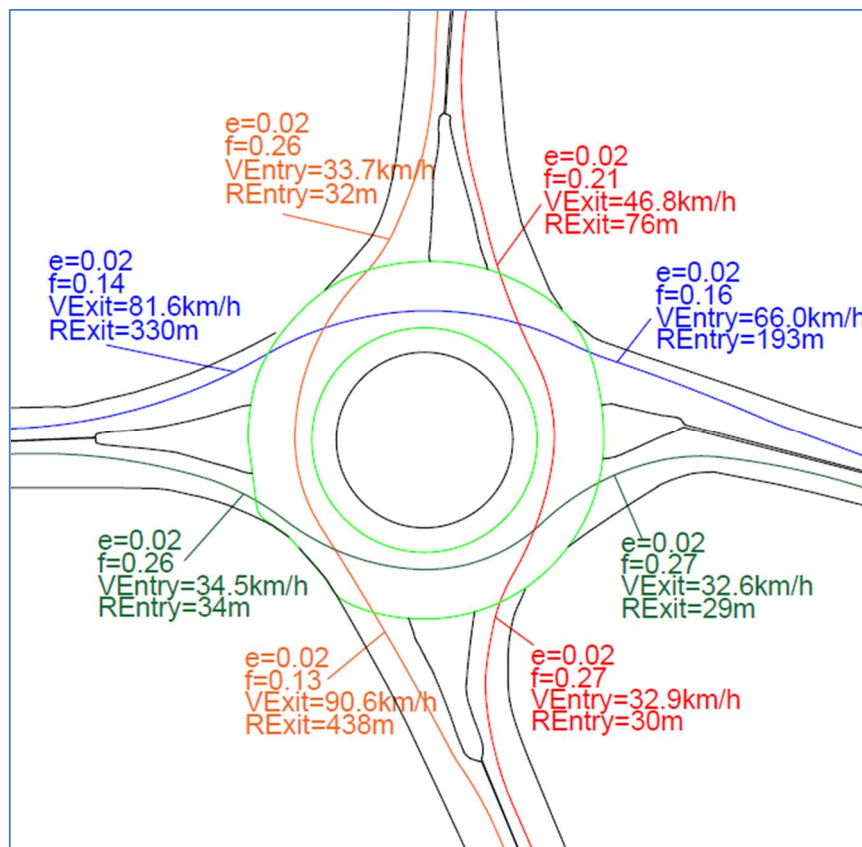 e=0.02
f=0.26
VEntry=33.7km/h
REntry=32m
e=0.02
f=0.21
VExit=46.8km/h
RExit=76m
e=0.02
f=0.14
VExit=81.6km/h
RExit=330m
e=0.02
f=0.16
VEntry=66.0km/h
REntry=193m
e=0.02
f=0.26
VEntry=34.5km/h
REntry=34m
e=0.02
f=0.27
VExit=32.6km/h
RExit=29m
e=0.02
f=0.13
VExit=90.6km/h
RExit=438m
e=0.02
f=0.27
VEntry=32.9km/h
REntry=30m